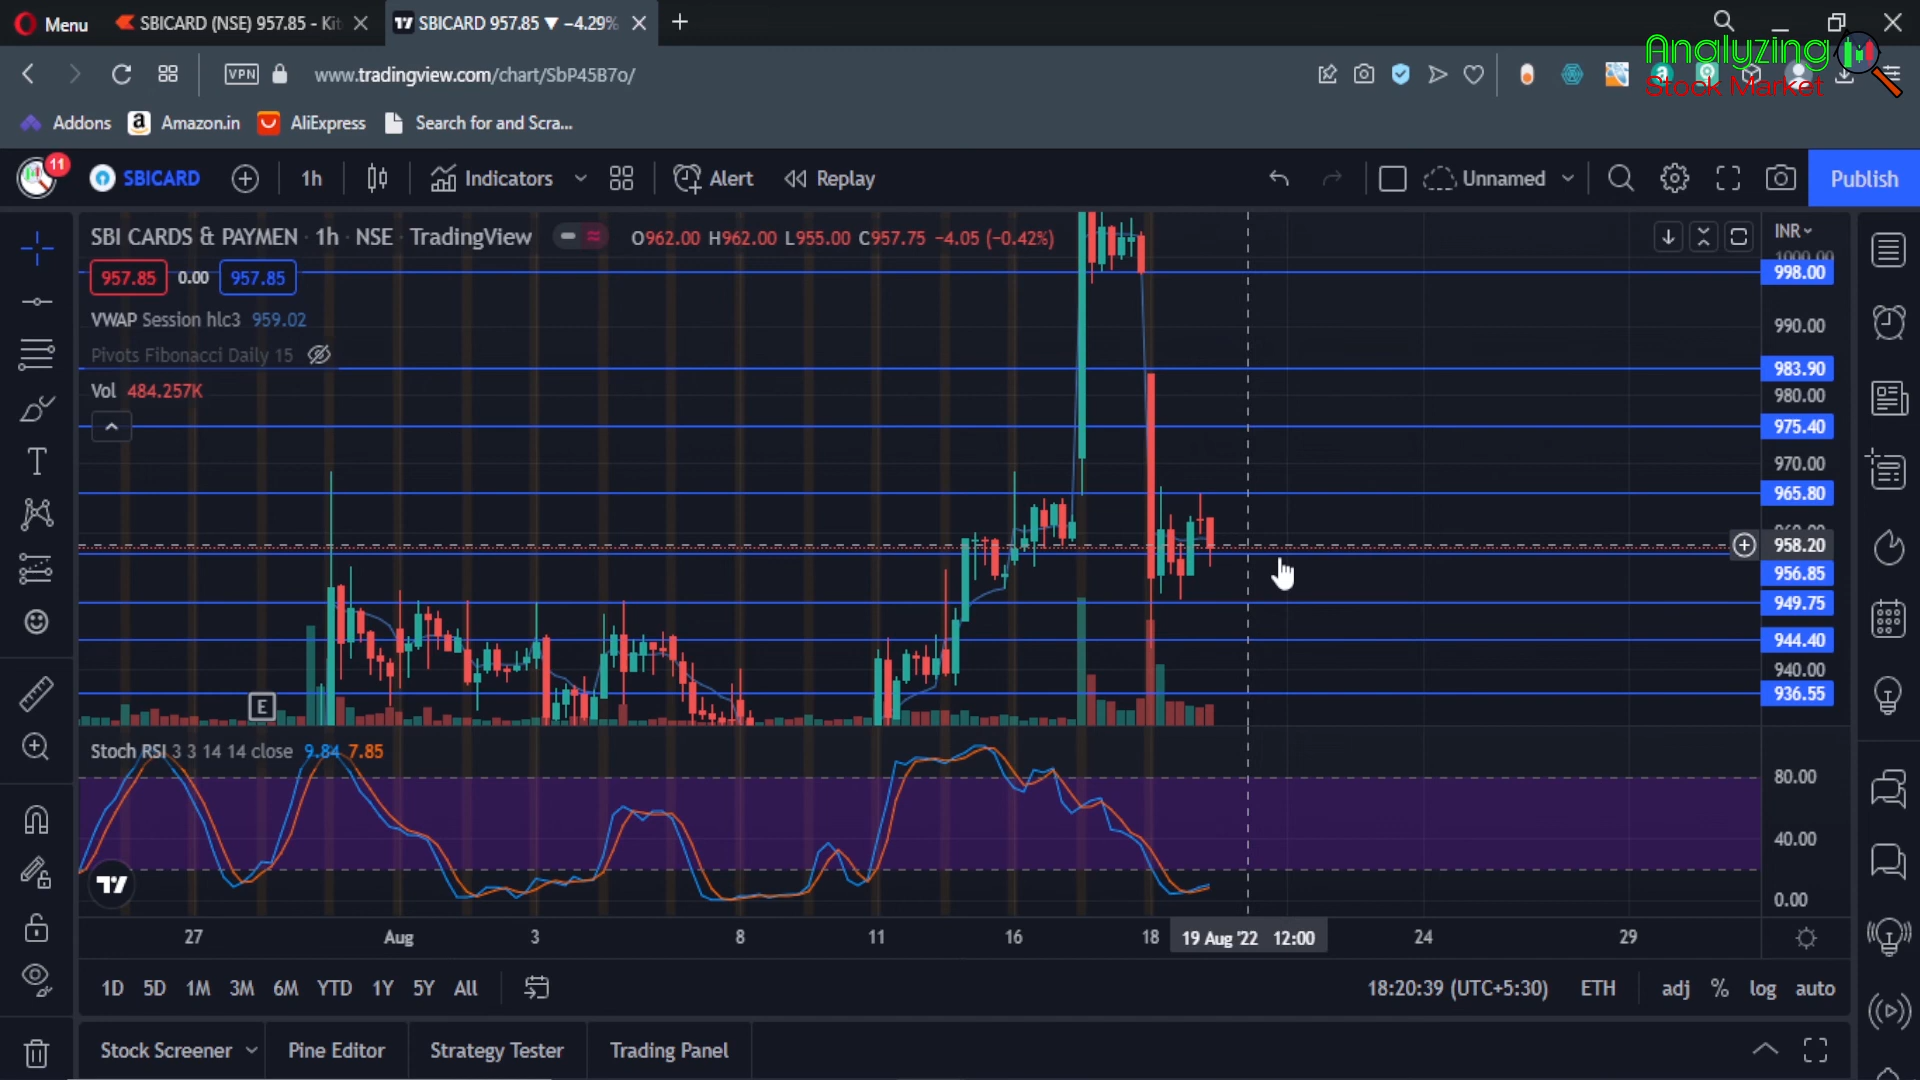 Menu
SBICARD (NSE) 957.85 - Kit
SBICARD 957.85 ▼ −4.29%
Analyzing
Stock Market
VPN
www.tradingview.com/chart/SbP45B7o/
Addons
Amazon.in
AliExpress
Search for and Scra...
11
SBICARD
1h
Indicators
Alert
Replay
Unnamed
Publish
SBI CARDS & PAYMEN · 1h · NSE · TradingView
O962.00 H962.00 L955.00 C957.75 −4.05 (−0.42%)
INR
957.85 0.00 957.85
VWAP Session hlc3 959.02
Pivots Fibonacci Daily 15
Vol 484.257K
1000.00
998.00
990.00
983.90
980.00
975.40
970.00
965.80
960.00
958.20
956.85
949.75
944.40
940.00
936.55
E
Stoch RSI 3 3 14 14 close 9.84 7.85
80.00
40.00
0.00
27 Aug 3 8 11 16 18 19 Aug '22 12:00 24 29
1D 5D 1M 3M 6M YTD 1Y 5Y All
18:20:39 (UTC+5:30) ETH adj % log auto
Stock Screener Pine Editor Strategy Tester Trading Panel